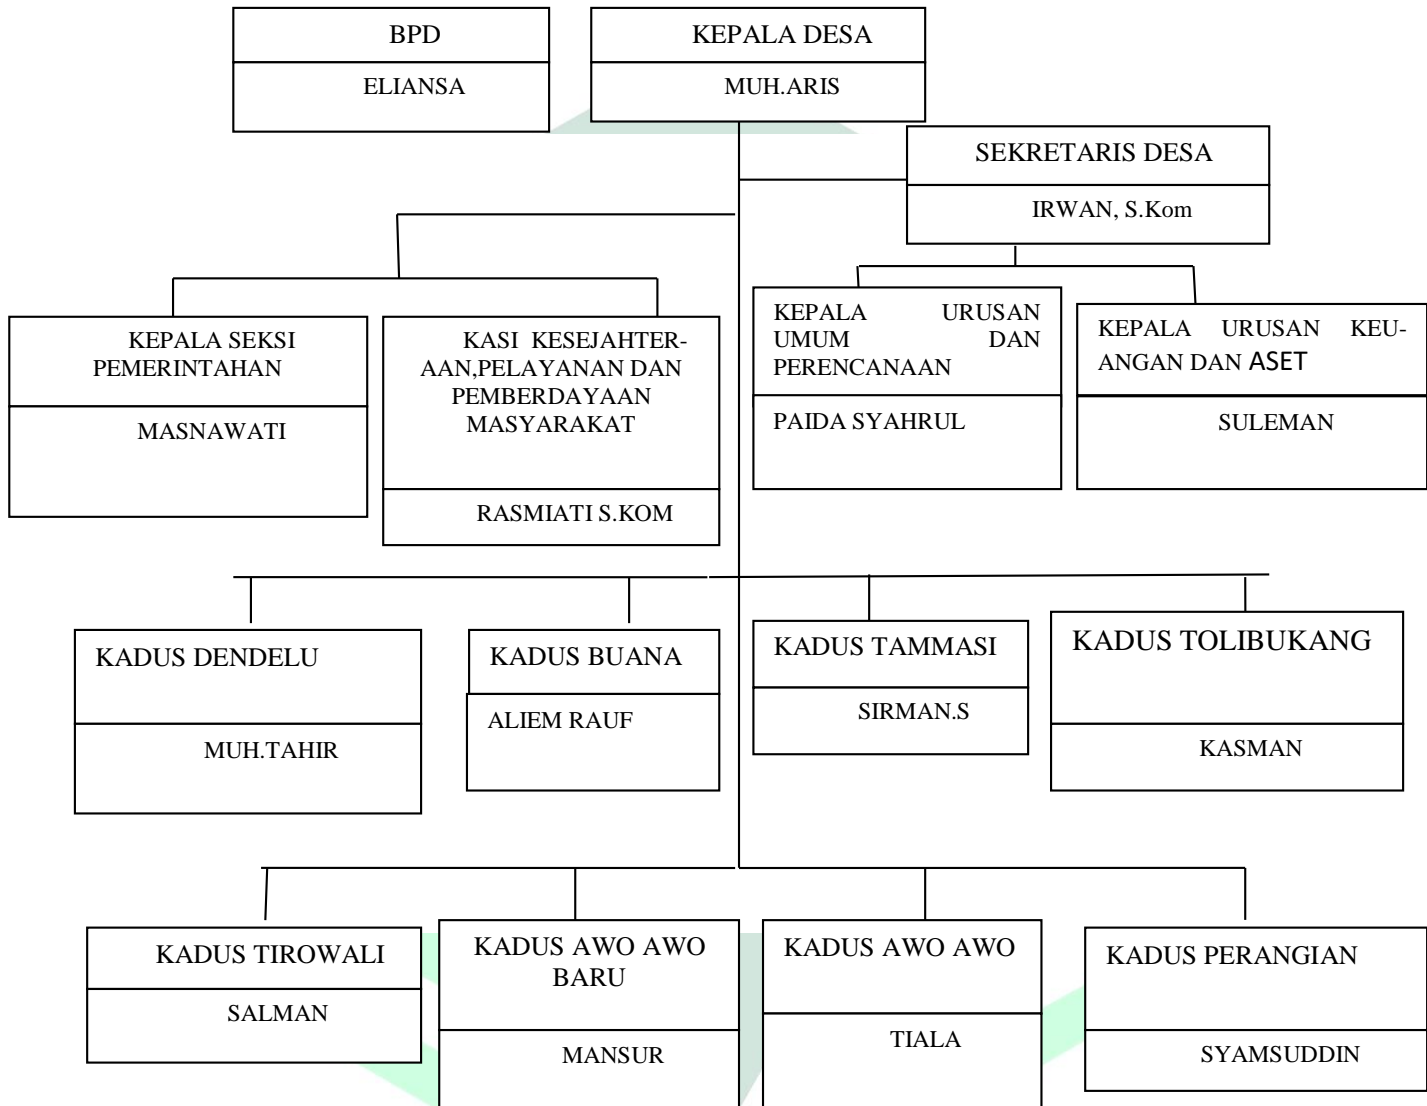 BPD
ELIANSA
KEPALA DESA
MUH.ARIS
SEKRETARIS DESA
IRWAN, S.Kom
KEPALA SEKSI
PEMERINTAHAN
MASNAWATI
KASI KESEJAHTER-
AAN,PELAYANAN DAN
PEMBERDAYAAN
MASYARAKAT
RASMIATI S.KOM
KEPALA URUSAN
UMUM DAN
PERENCANAAN
PAIDA SYAHRUL
KEPALA URUSAN KEU-
ANGAN DAN ASET
SULEMAN
KADUS DENDELU
MUH.TAHIR
KADUS BUANA
ALIEM RAUF
KADUS TAMMASI
SIRMAN.S
KADUS TOLIBUKANG
KASMAN
KADUS TIROWALI
SALMAN
KADUS AWO AWO
BARU
MANSUR
KADUS AWO AWO
TIALA
KADUS PERANGIAN
SYAMSUDDIN